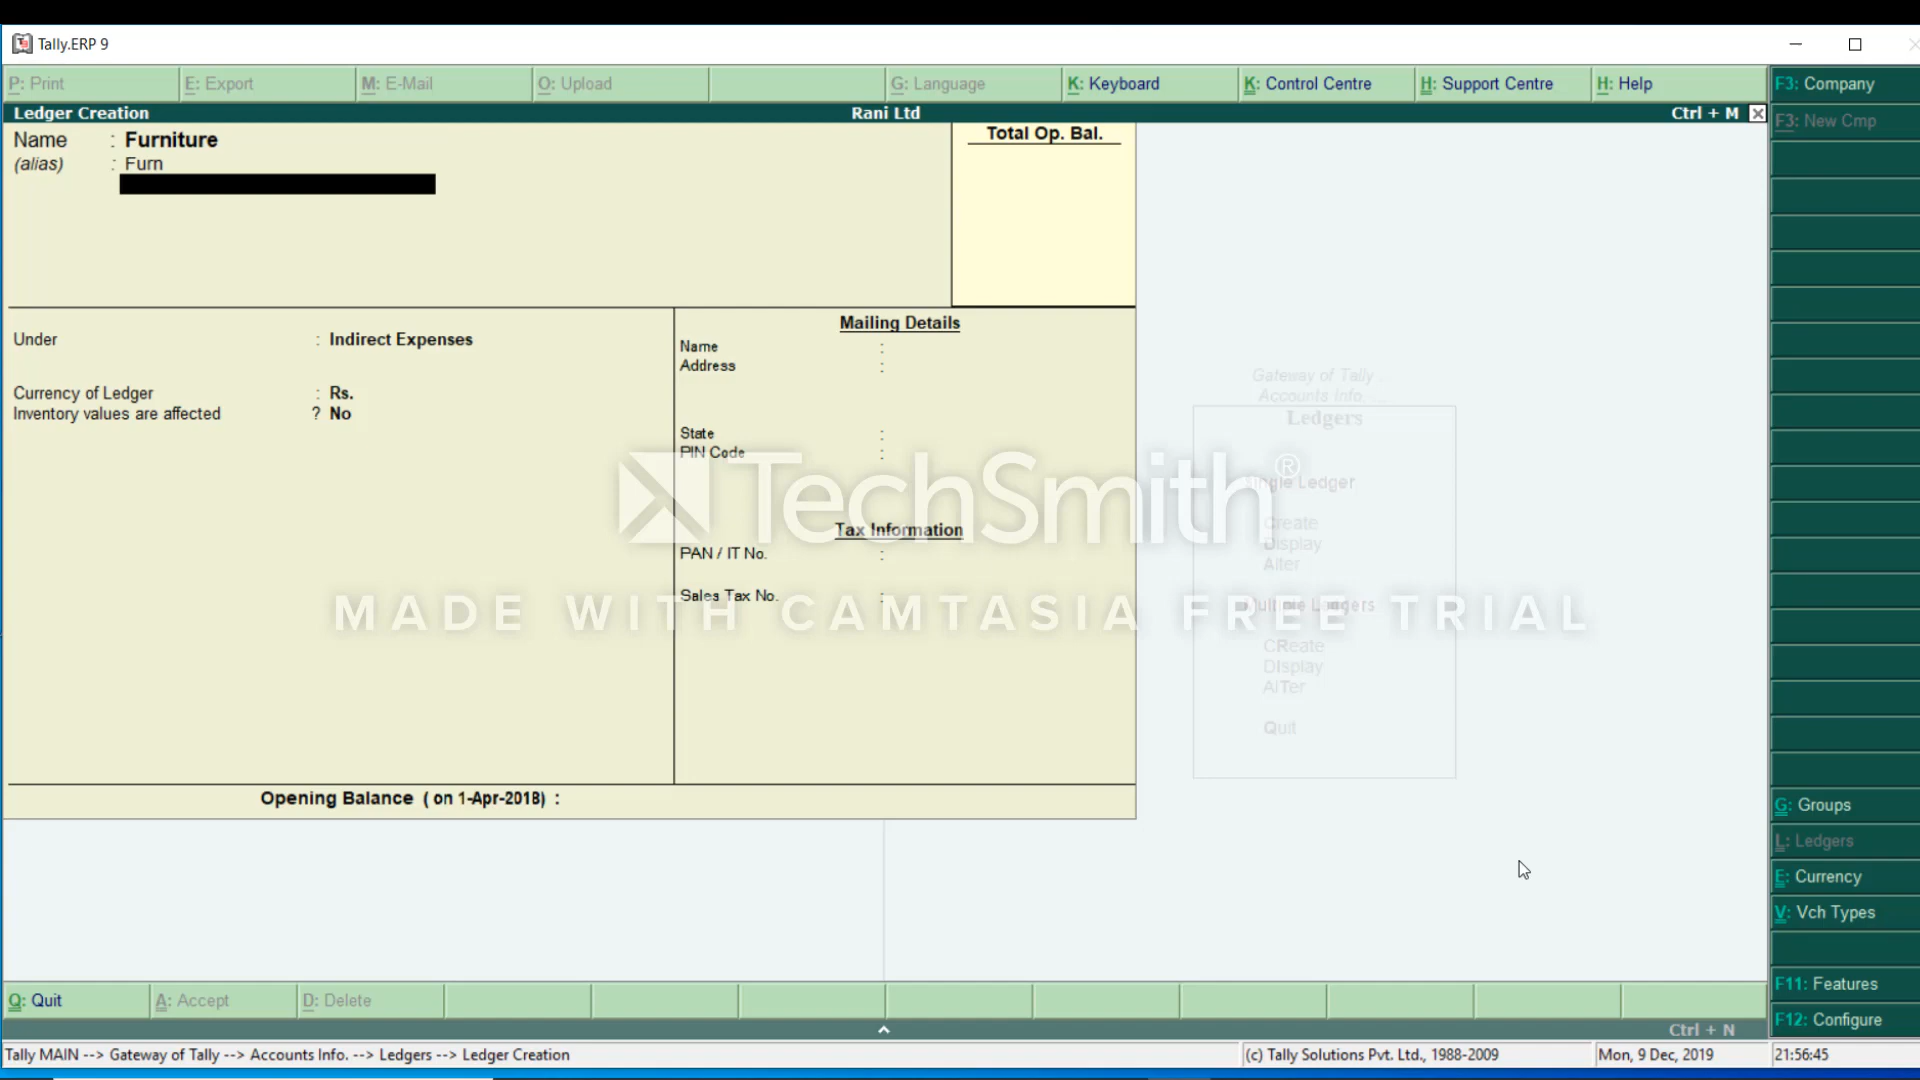 Tally.ERP 9
P: Print E: Export M: E-Mail O: Upload G: Language K: Keyboard K: Control Centre H: Support Centre H: Help
F3: Company
Ledger Creation Rani Ltd Ctrl + M
F3: New Cmp
Name : Furniture
(alias) : Furn
Total Op. Bal.
Under : Indirect Expenses
Currency of Ledger : Rs.
Inventory values are affected ? No
Mailing Details
Name :
Address :
State :
PIN Code :
Tax Information
PAN / IT No. :
Sales Tax No. :
Gateway of Tally ...
Accounts Info. ...
Ledgers
Single Ledger
Create
Display
Alter
Multiple Ledgers
CReate
DIsplay
AlTer
Quit
TechSmith®
MADE WITH CAMTASIA FREE TRIAL
Opening Balance ( on 1-Apr-2018) :
G: Groups
L: Ledgers
E: Currency
V: Vch Types
F11: Features
F12: Configure
Q: Quit A: Accept D: Delete
Ctrl + N
Tally MAIN --> Gateway of Tally --> Accounts Info. --> Ledgers --> Ledger Creation (c) Tally Solutions Pvt. Ltd., 1988-2009 Mon, 9 Dec, 2019 21:56:45